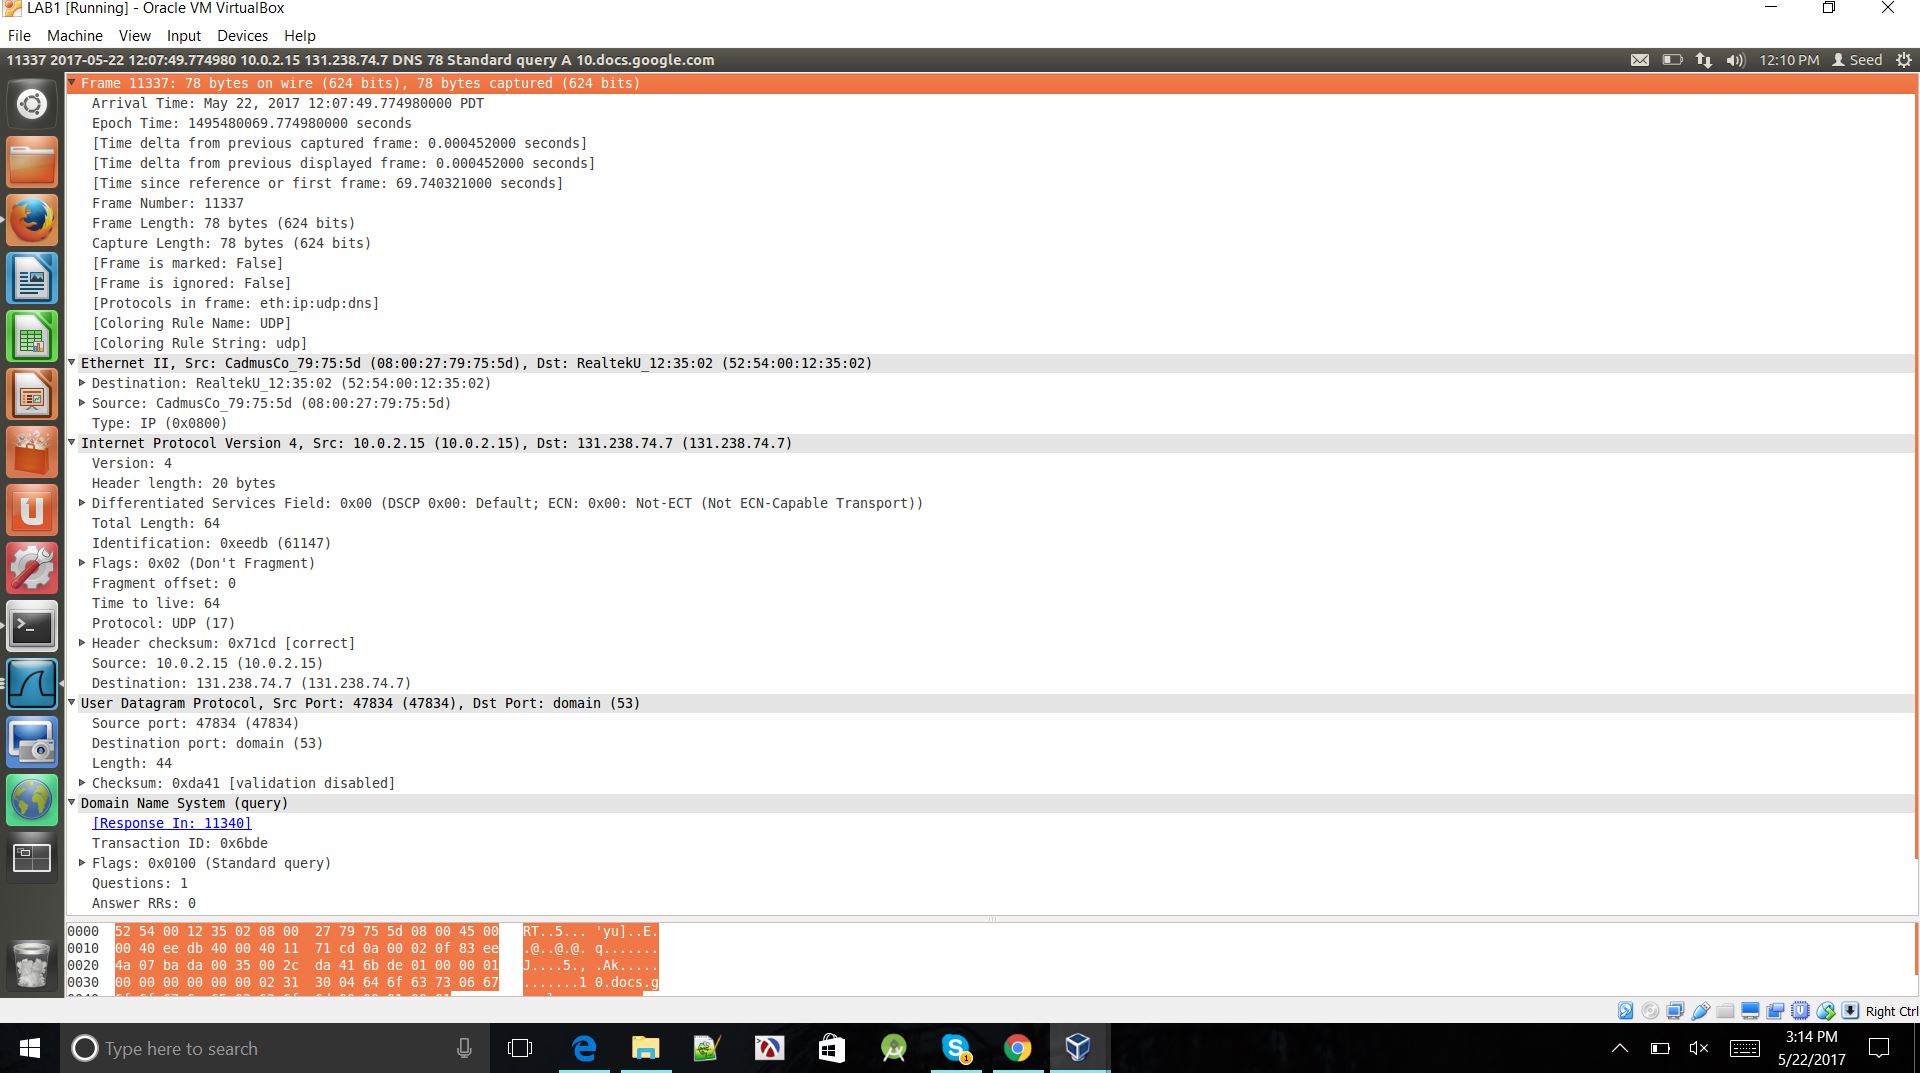 LAB1 [Running] - Oracle VM VirtualBox
File Machine View Input Devices Help
11337 2017-05-22 12:07:49.774980 10.0.2.15 131.238.74.7 DNS 78 Standard query A 10.docs.google.com
12:10 PM Seed
Frame 11337: 78 bytes on wire (624 bits), 78 bytes captured (624 bits)
Arrival Time: May 22, 2017 12:07:49.774980000 PDT
Epoch Time: 1495480069.774980000 seconds
[Time delta from previous captured frame: 0.000452000 seconds]
[Time delta from previous displayed frame: 0.000452000 seconds]
[Time since reference or first frame: 69.740321000 seconds]
Frame Number: 11337
Frame Length: 78 bytes (624 bits)
Capture Length: 78 bytes (624 bits)
[Frame is marked: False]
[Frame is ignored: False]
[Protocols in frame: eth:ip:udp:dns]
[Coloring Rule Name: UDP]
[Coloring Rule String: udp]
Ethernet II, Src: CadmusCo_79:75:5d (08:00:27:79:75:5d), Dst: RealtekU_12:35:02 (52:54:00:12:35:02)
Destination: RealtekU_12:35:02 (52:54:00:12:35:02)
Source: CadmusCo_79:75:5d (08:00:27:79:75:5d)
Type: IP (0x0800)
Internet Protocol Version 4, Src: 10.0.2.15 (10.0.2.15), Dst: 131.238.74.7 (131.238.74.7)
Version: 4
Header length: 20 bytes
Differentiated Services Field: 0x00 (DSCP 0x00: Default; ECN: 0x00: Not-ECT (Not ECN-Capable Transport))
Total Length: 64
Identification: 0xeedb (61147)
Flags: 0x02 (Don't Fragment)
Fragment offset: 0
Time to live: 64
Protocol: UDP (17)
Header checksum: 0x71cd [correct]
Source: 10.0.2.15 (10.0.2.15)
Destination: 131.238.74.7 (131.238.74.7)
User Datagram Protocol, Src Port: 47834 (47834), Dst Port: domain (53)
Source port: 47834 (47834)
Destination port: domain (53)
Length: 44
Checksum: 0xda41 [validation disabled]
Domain Name System (query)
[Response In: 11340]
Transaction ID: 0x6bde
Flags: 0x0100 (Standard query)
Questions: 1
Answer RRs: 0
0000 52 54 00 12 35 02 08 00 27 79 75 5d 08 00 45 00 RT..5... 'yu]..E.
0010 00 40 ee db 40 00 40 11 71 cd 0a 00 02 0f 83 ee .@..@.@. q.......
0020 4a 07 ba da 00 35 00 2c da 41 6b de 01 00 00 01 J....5., .Ak.....
0030 00 00 00 00 00 00 02 31 30 04 64 6f 63 73 06 67 .......1 0.docs.g
Right Ctrl
Type here to search
1
3:14 PM
5/22/2017